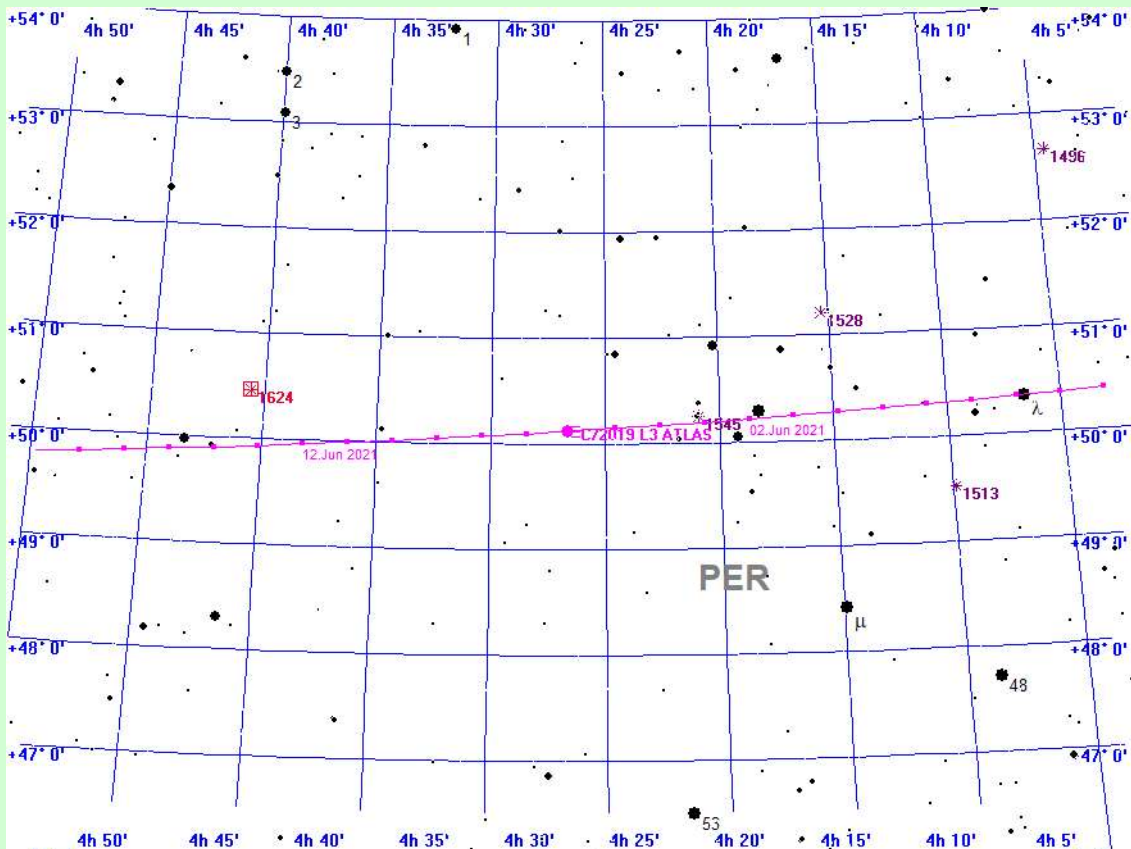 +54° 0'
4h 50'
4h 45'
4h 40'
4h 35'
4h 30'
4h 25'
4h 20'
4h 15'
4h 10'
4h 5'
+54° 0'
1
2
3
+53° 0'
+53° 0'
1496
+52° 0'
+52° 0'
1528
+51° 0'
+51° 0'
1624
λ
+50° 0'
C/2019 L3 ATLAS
1545
02.Jun 2021
+50° 0'
12.Jun 2021
1513
+49° 0'
+49° 0'
PER
μ
+48° 0'
+48° 0'
48
+47° 0'
+47° 0'
53
4h 50'
4h 45'
4h 40'
4h 35'
4h 30'
4h 25'
4h 20'
4h 15'
4h 10'
4h 5'